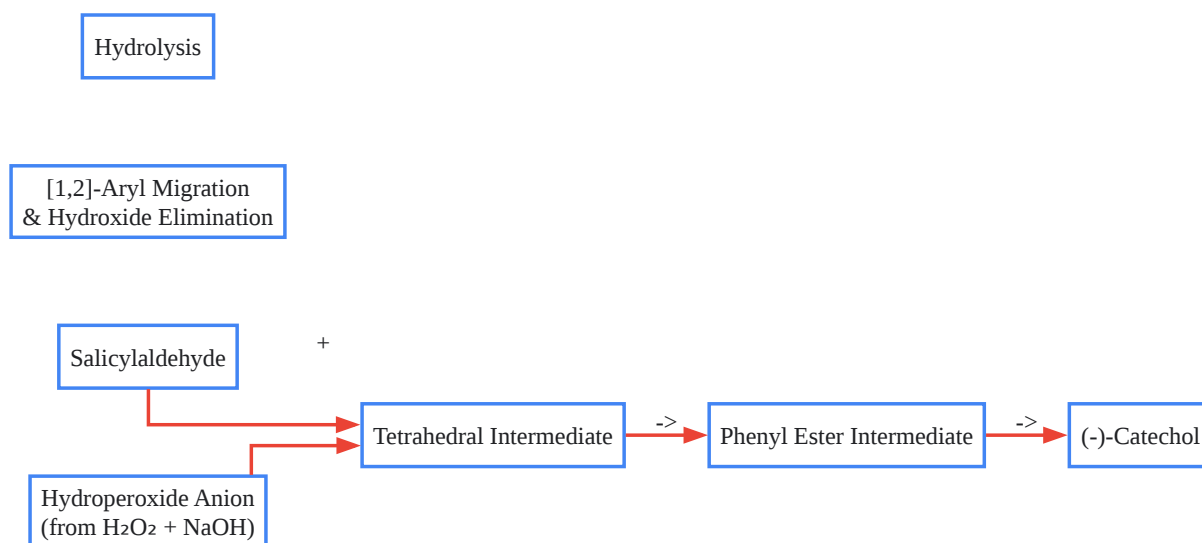 Hydrolysis
[1,2]-Aryl Migration
& Hydroxide Elimination
Salicylaldehyde
+
Tetrahedral Intermediate
->
Phenyl Ester Intermediate
->
(-)-Catechol
Hydroperoxide Anion
(from H₂O₂ + NaOH)